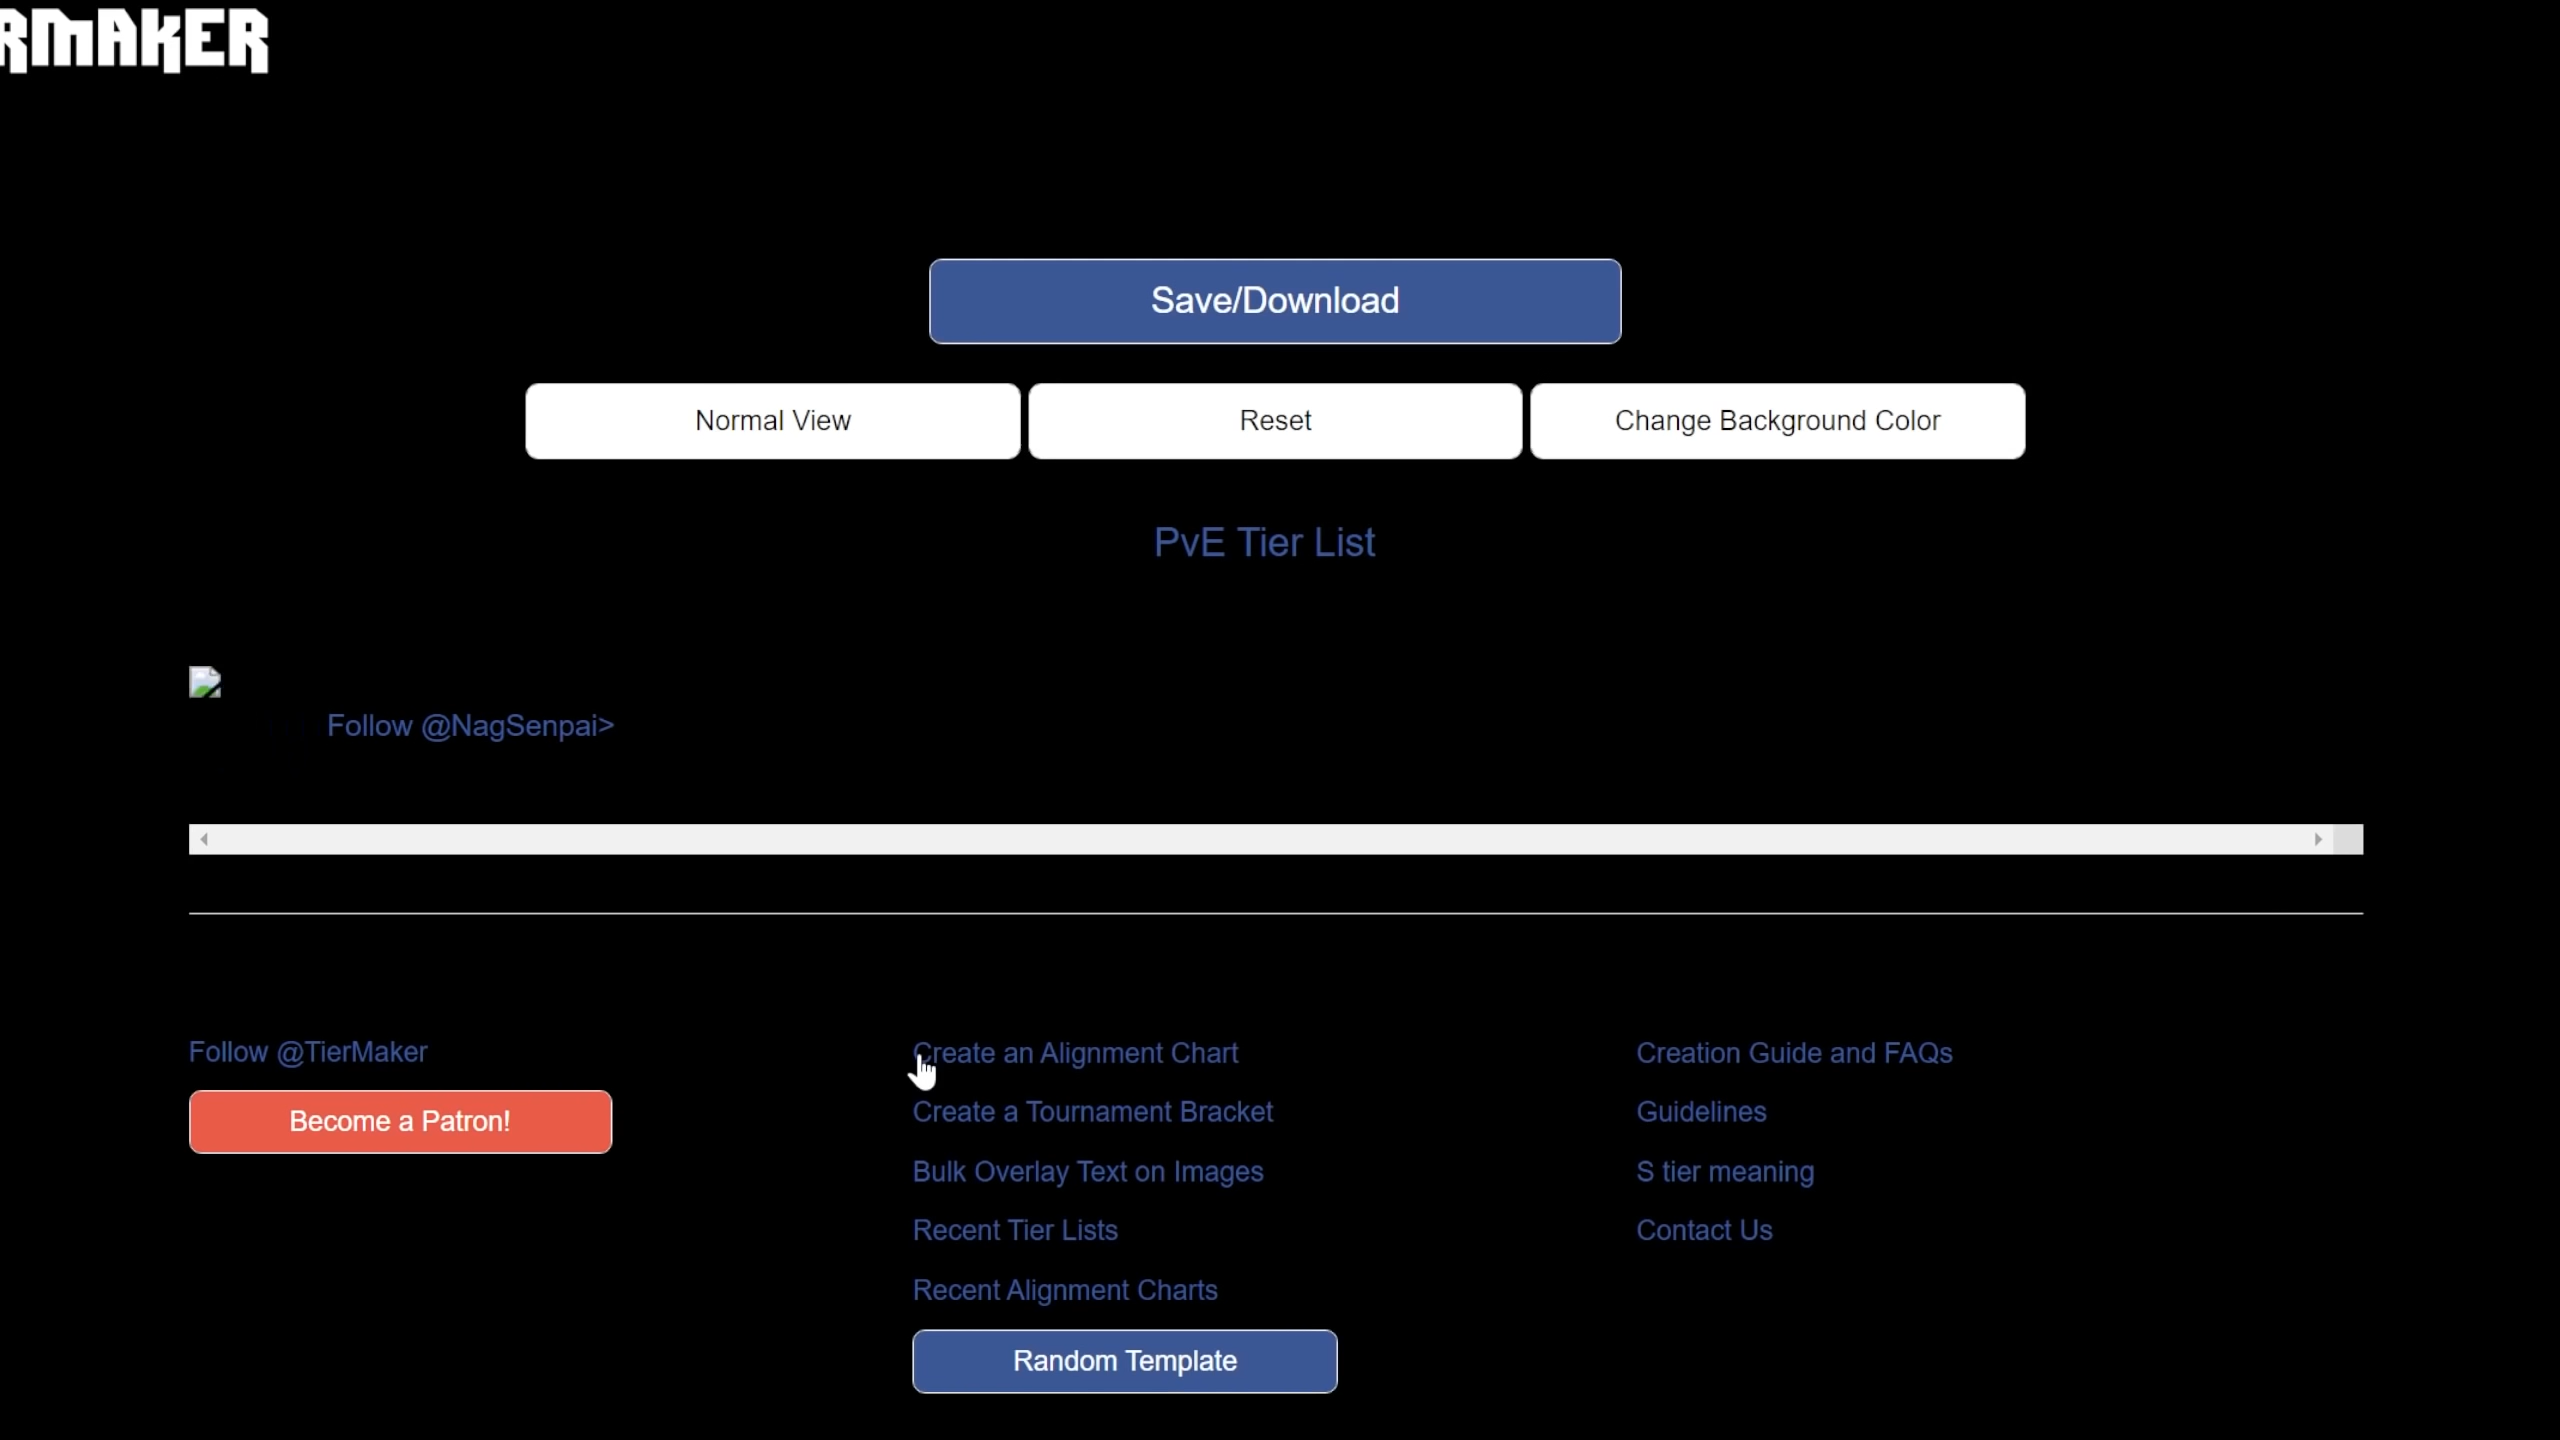 RMAKER
Save/Download
Normal View
Reset
Change Background Color
PvE Tier List
Follow @NagSenpai>
Follow @TierMaker
Become a Patron!
Create an Alignment Chart
Create a Tournament Bracket
Bulk Overlay Text on Images
Recent Tier Lists
Recent Alignment Charts
Random Template
Creation Guide and FAQs
Guidelines
S tier meaning
Contact Us